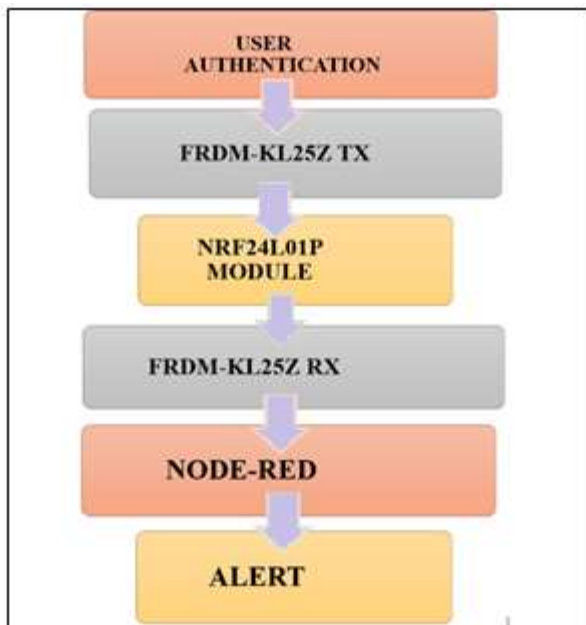 USER
AUTHENTICATION
FRDM-KL25Z TX
NRF24L01P
MODULE
FRDM-KL25Z RX
NODE-RED
ALERT